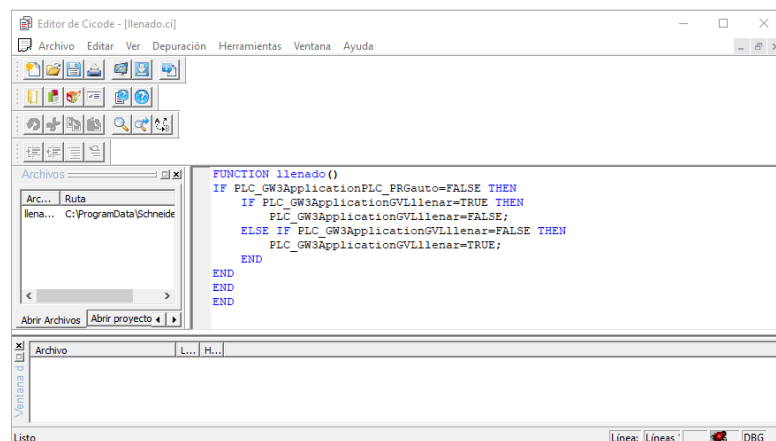 Editor de Cicode - [llenado.ci]
Archivo Editar Ver Depuración Herramientas Ventana Ayuda
Archivos
Arc... Ruta
llena... C:\ProgramData\Schneide
Abrir Archivos Abrir proyecto
FUNCTION llenado()
IF PLC_GW3ApplicationPLC_PRGauto=FALSE THEN
IF PLC_GW3ApplicationGVLllenar=TRUE THEN
PLC_GW3ApplicationGVLllenar=FALSE;
ELSE IF PLC_GW3ApplicationGVLllenar=FALSE THEN
PLC_GW3ApplicationGVLllenar=TRUE;
END
END
END
END
Ventana d
Archivo L... H...
Listo Línea: Líneas DBG